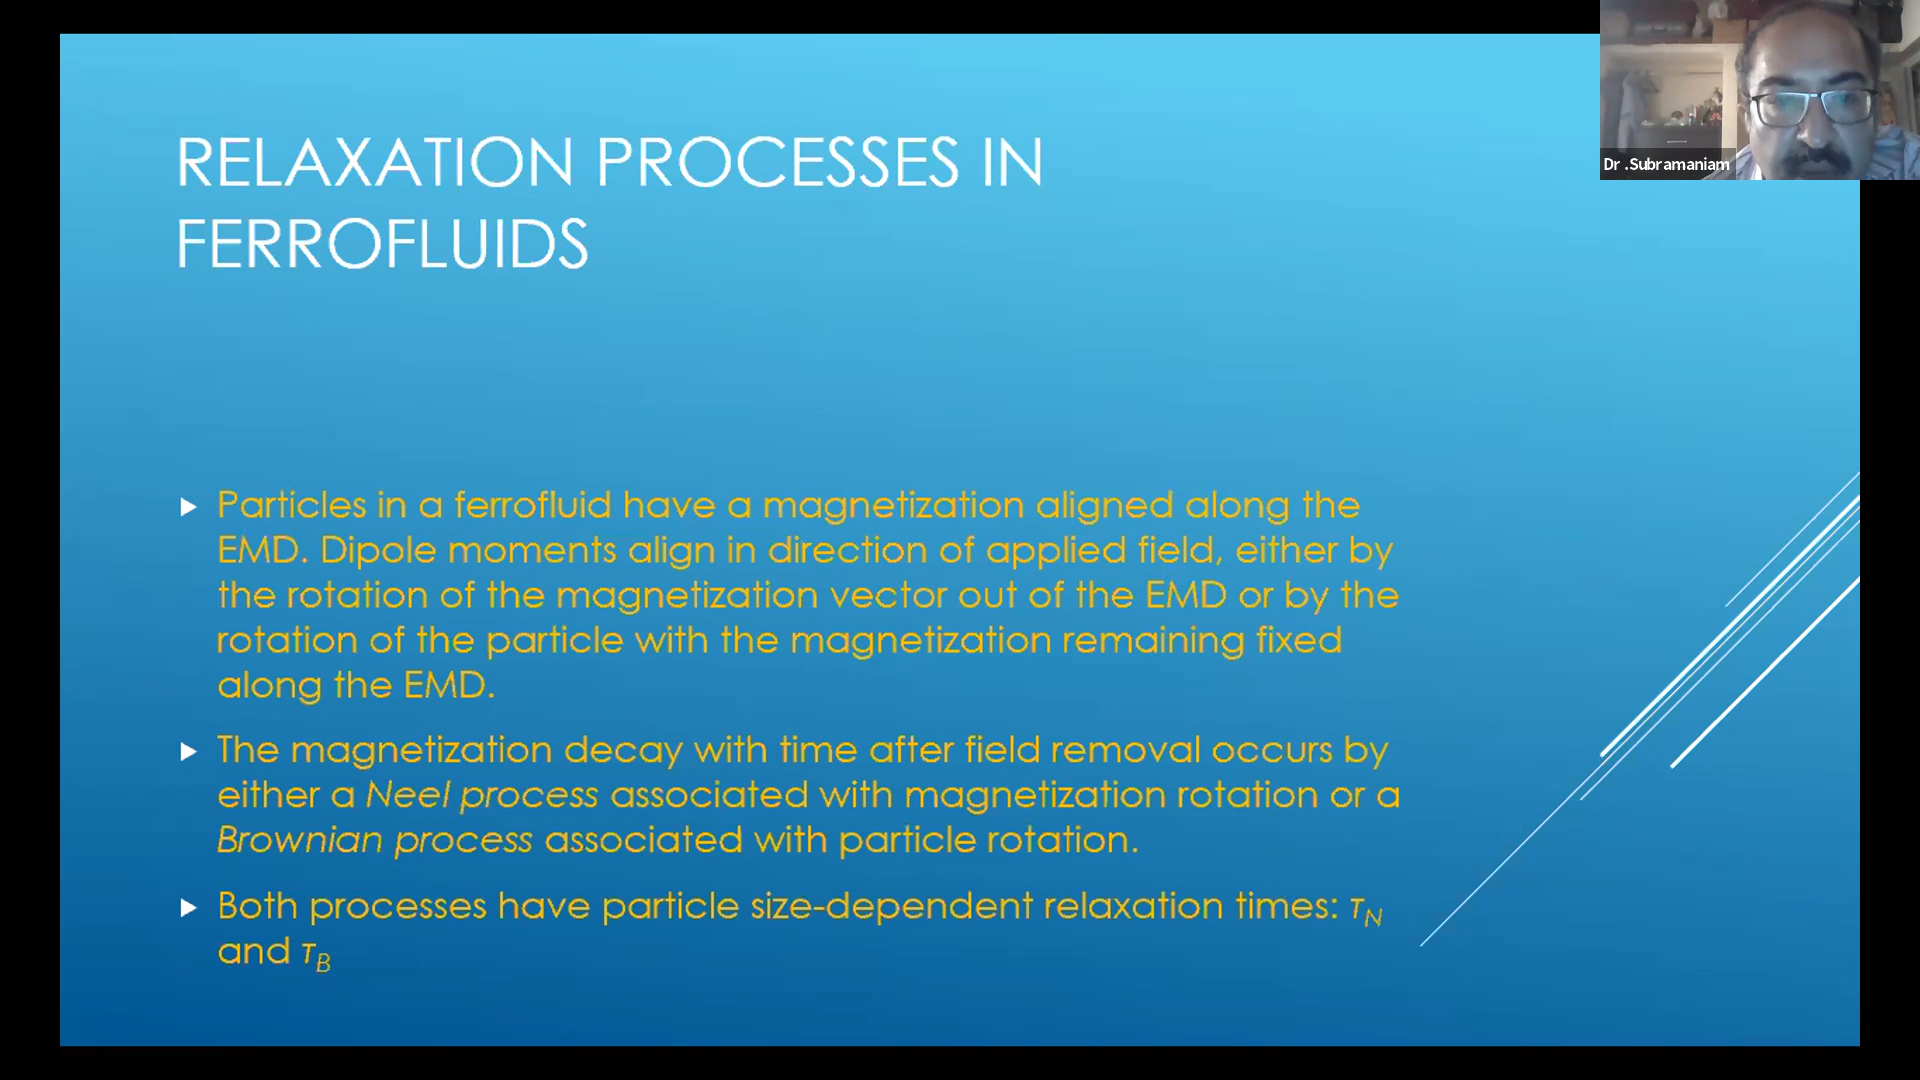 RELAXATION PROCESSES IN
FERROFLUIDS
Dr .Subramaniam
Particles in a ferrofluid have a magnetization aligned along the
EMD. Dipole moments align in direction of applied field, either by
the rotation of the magnetization vector out of the EMD or by the
rotation of the particle with the magnetization remaining fixed
along the EMD.
The magnetization decay with time after field removal occurs by
either a Neel process associated with magnetization rotation or a
Brownian process associated with particle rotation.
Both processes have particle size-dependent relaxation times: τN
and τB